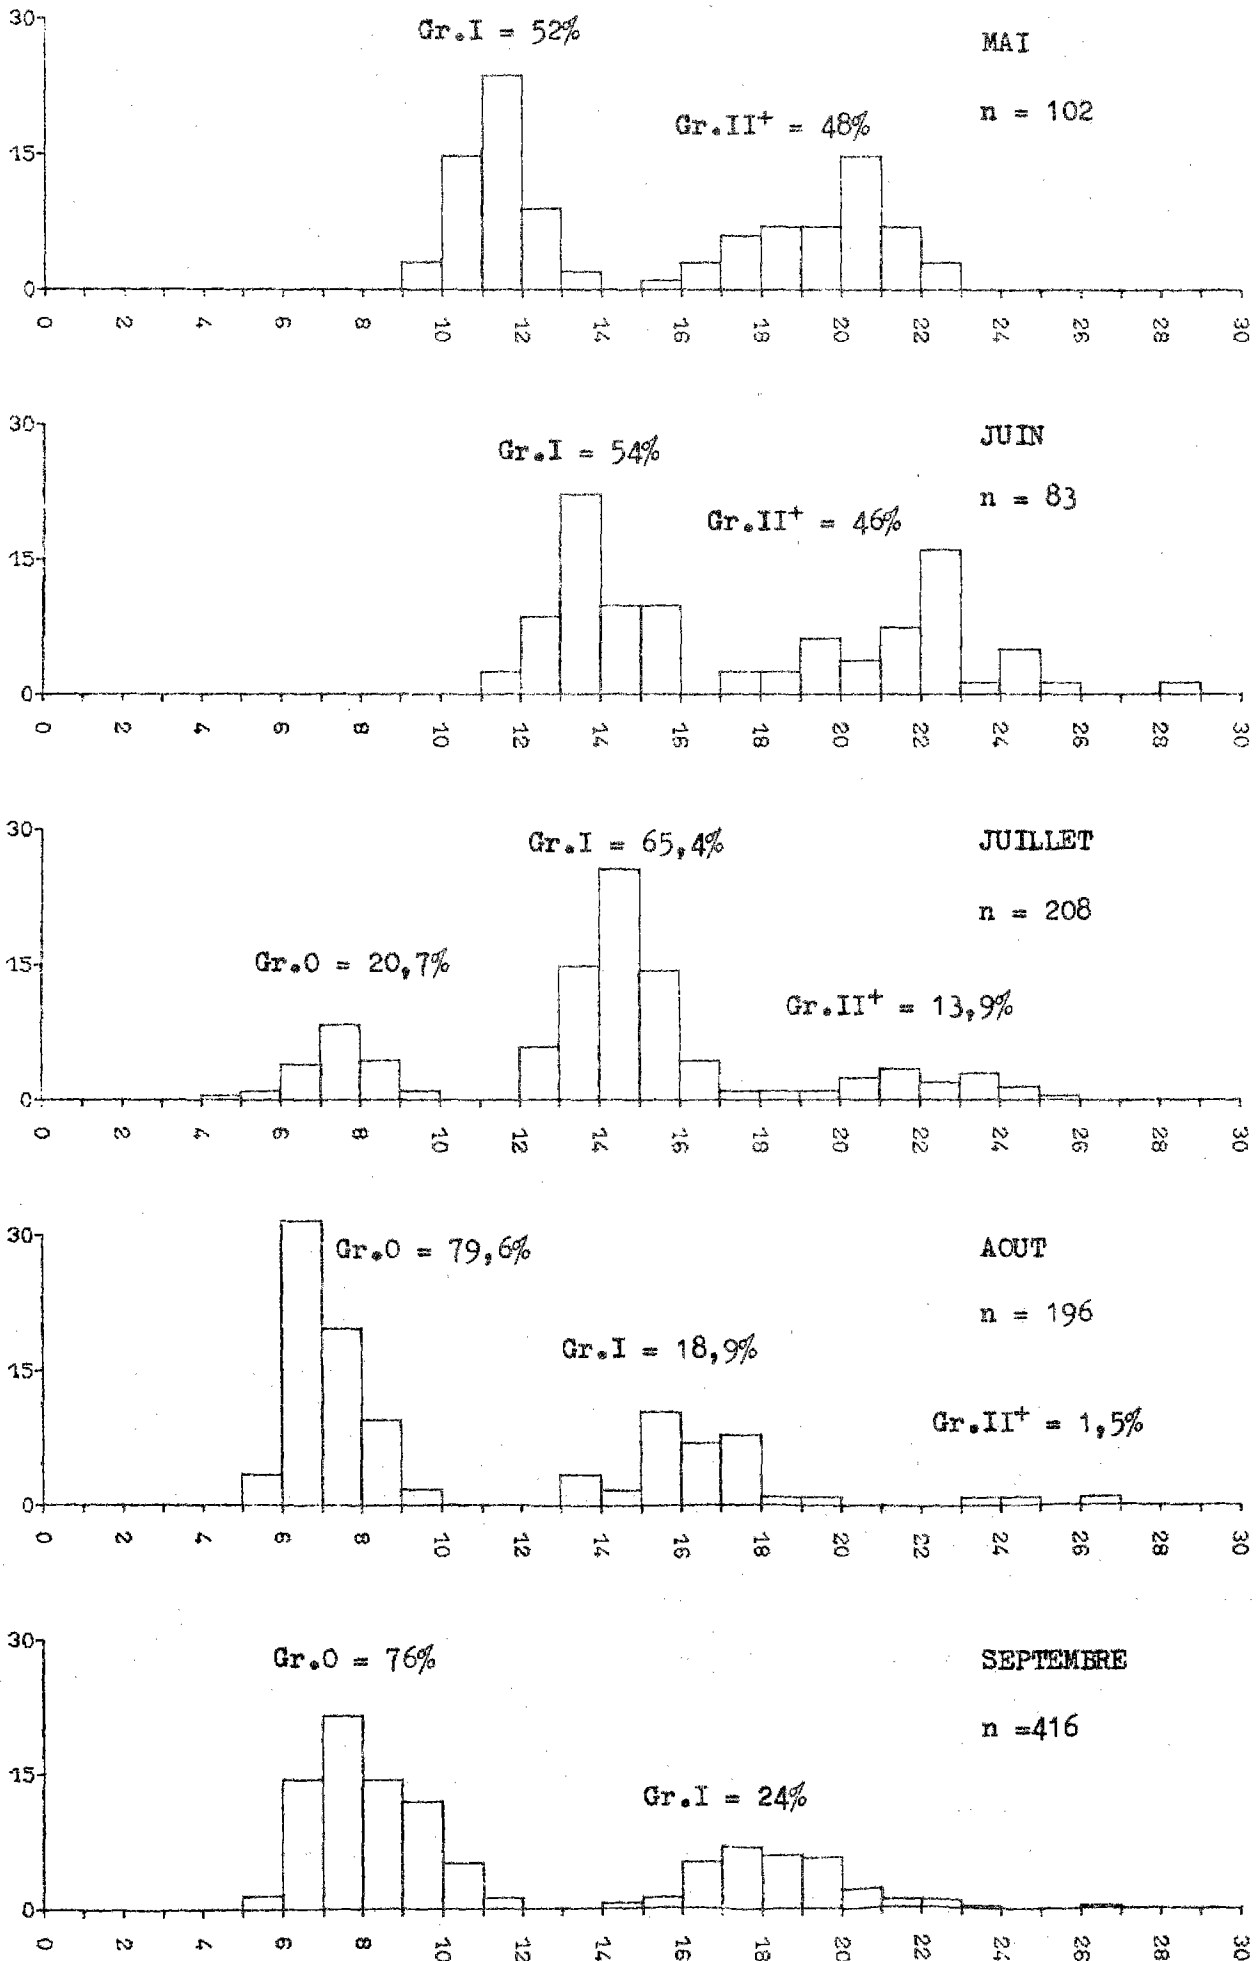 30
Gr.I = 52%
MAI
n = 102
Gr.II+ = 48%
15
0
0 2 4 6 8 10 12 14 16 18 20 22 24 26 28 30
30
JUIN
Gr.I = 54%
n = 83
Gr.II+ = 46%
15
0
0 2 4 6 8 10 12 14 16 18 20 22 24 26 28 30
30
JUILLET
Gr.I = 65,4%
n = 208
Gr.0 = 20,7%
15
Gr.II+ = 13,9%
0
0 2 4 6 8 10 12 14 16 18 20 22 24 26 28 30
30
Gr.0 = 79,6%
AOUT
n = 196
Gr.I = 18,9%
15
Gr.II+ = 1,5%
0
0 2 4 6 8 10 12 14 16 18 20 22 24 26 28 30
30
Gr.0 = 76%
SEPTEMBRE
n =416
15
Gr.I = 24%
0
0 2 4 6 8 10 12 14 16 18 20 22 24 26 28 30